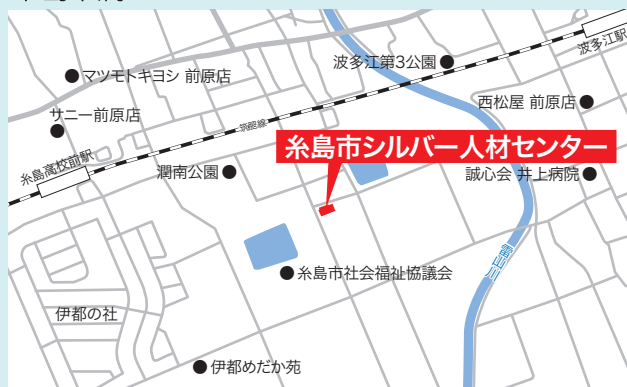 波多江駅
波多江第3公園
マツモトキヨシ 前原店
西松屋 前原店
サニー前原店
筑肥線
糸島市シルバー人材センター
糸島高校前駅
潤南公園
誠心会 井上病院
雷山川
糸島市社会福祉協議会
伊都の杜
伊都めだか苑